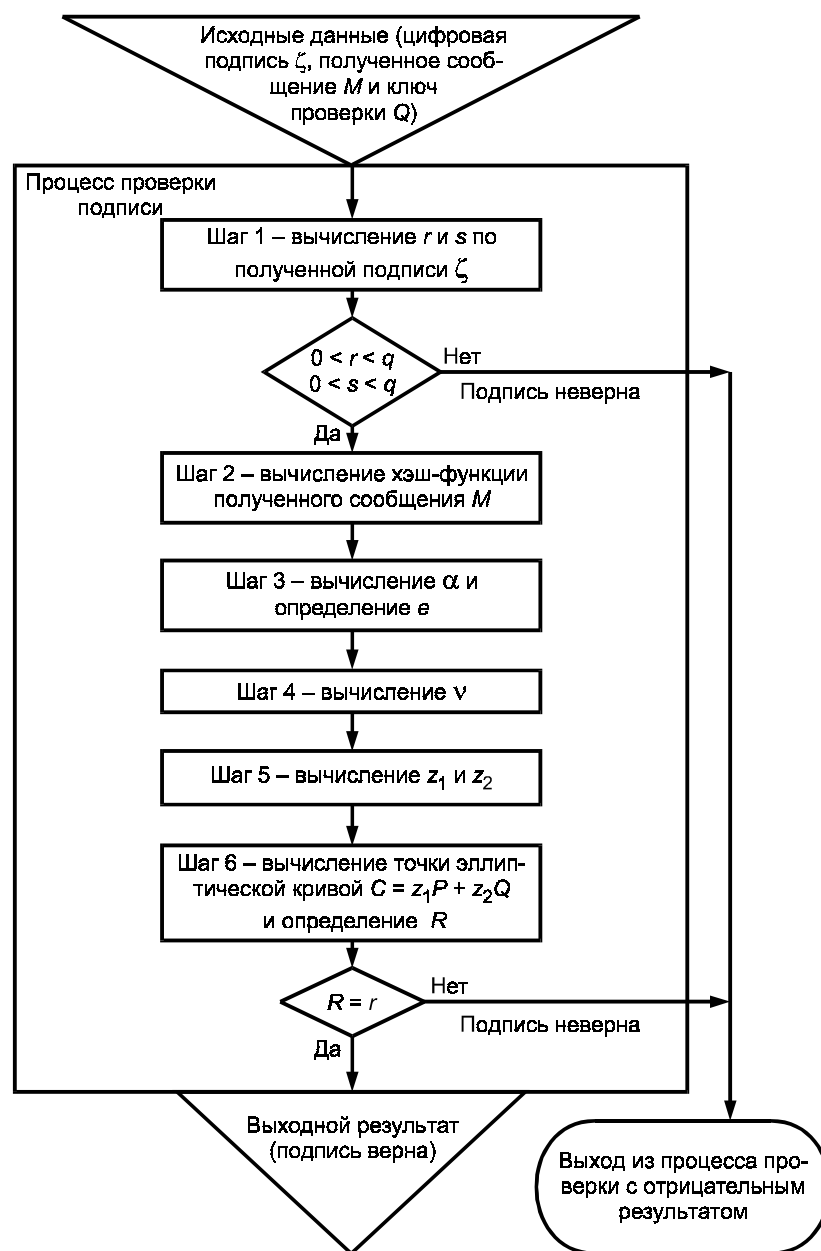 Исходные данные (цифровая
подпись ζ, полученное сооб-
щение M и ключ
проверки Q)
Процесс проверки
подписи
Шаг 1 – вычисление r и s по
полученной подписи ζ
0 < r < q
0 < s < q
Нет
Подпись неверна
Да
Шаг 2 – вычисление хэш-функции
полученного сообщения M
Шаг 3 – вычисление α и
определение e
Шаг 4 – вычисление ν
Шаг 5 – вычисление z₁ и z₂
Шаг 6 – вычисление точки эллип-
тической кривой C = z₁P + z₂Q
и определение R
R = r
Нет
Подпись неверна
Да
Выходной результат
(подпись верна)
Выход из процесса про-
верки с отрицательным
результатом